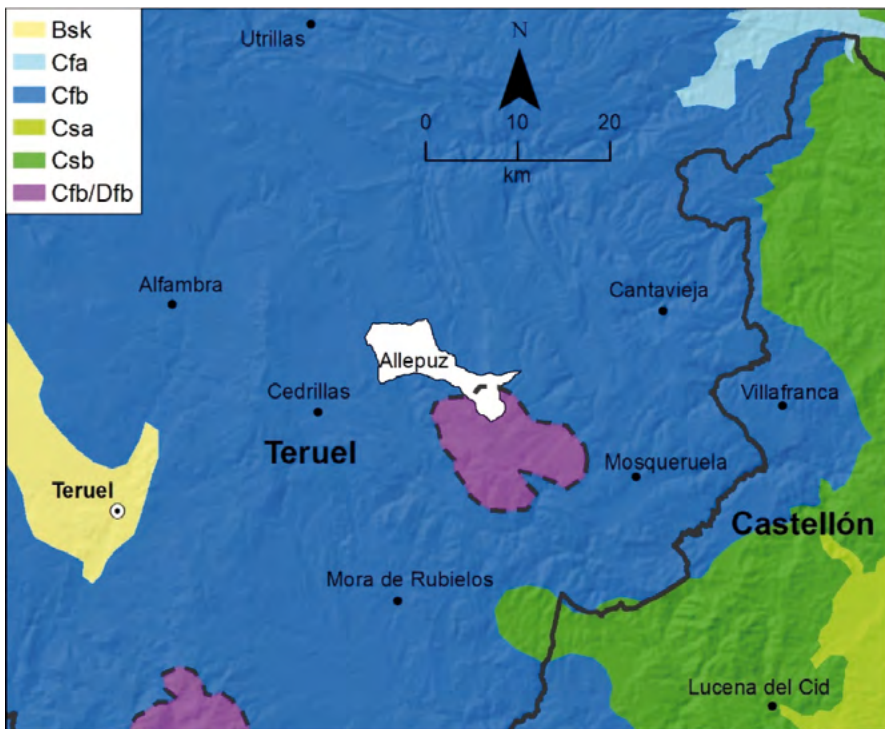 Bsk
Cfa
Cfb
Csa
Csb
Cfb/Dfb
Utrillas
N
0 10 20
km
Alfambra
Cantavieja
Allepuz
Cedrillas
Villafranca
Teruel
Mosqueruela
Teruel
Castellón
Mora de Rubielos
Lucena del Cid